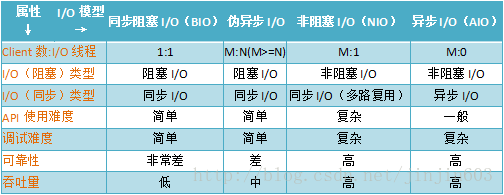 属性 ↓ I/O 模型→ 同步阻塞 I/O（BIO） 伪异步 I/O 非阻塞 I/O（NIO） 异步 I/O（AIO）
Client 数:I/O 线程 1:1 M:N(M>=N) M:1 M:0
I/O（阻塞）类型 阻塞 I/O 阻塞 I/O 非阻塞 I/O 非阻塞 I/O
I/O（同步）类型 同步 I/O 同步 I/O 同步 I/O（多路复用） 异步 I/O
API 使用难度 简单 简单 复杂 一般
调试难度 简单 简单 复杂 复杂
可靠性 非常差 差 高 高
吞吐量 低 中 高 高